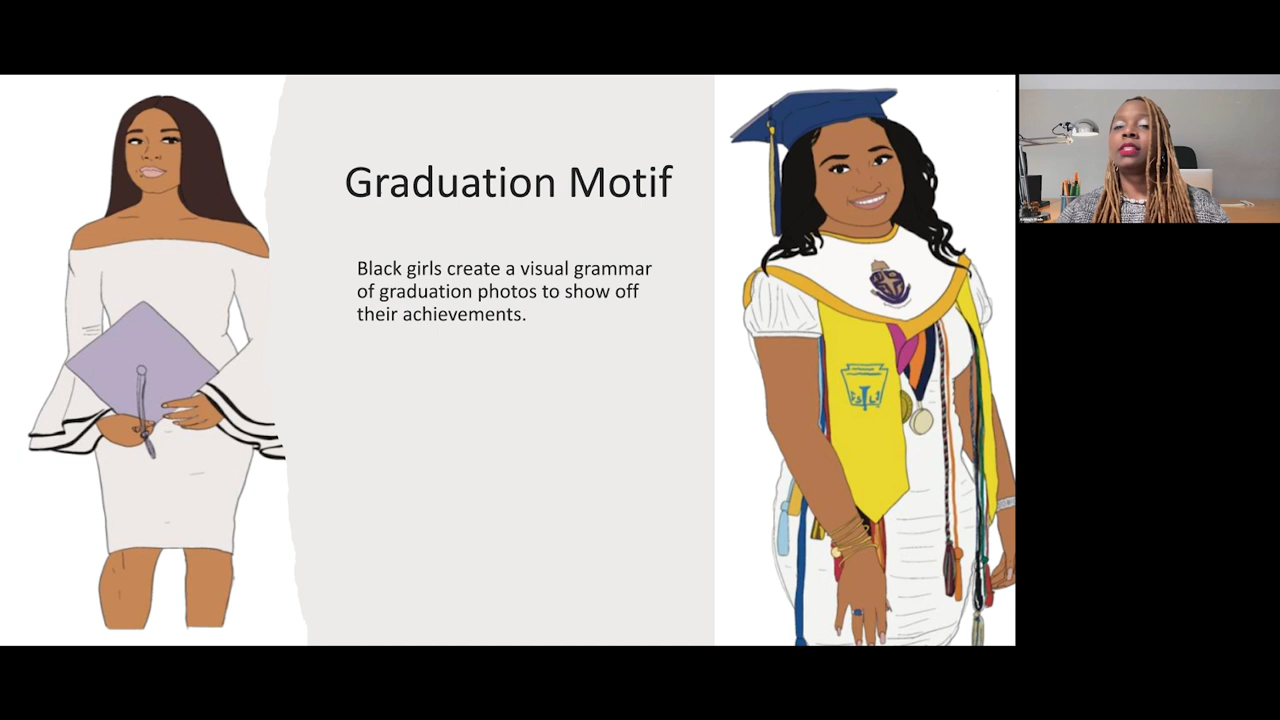 Graduation Motif
Black girls create a visual grammar
of graduation photos to show off
their achievements.